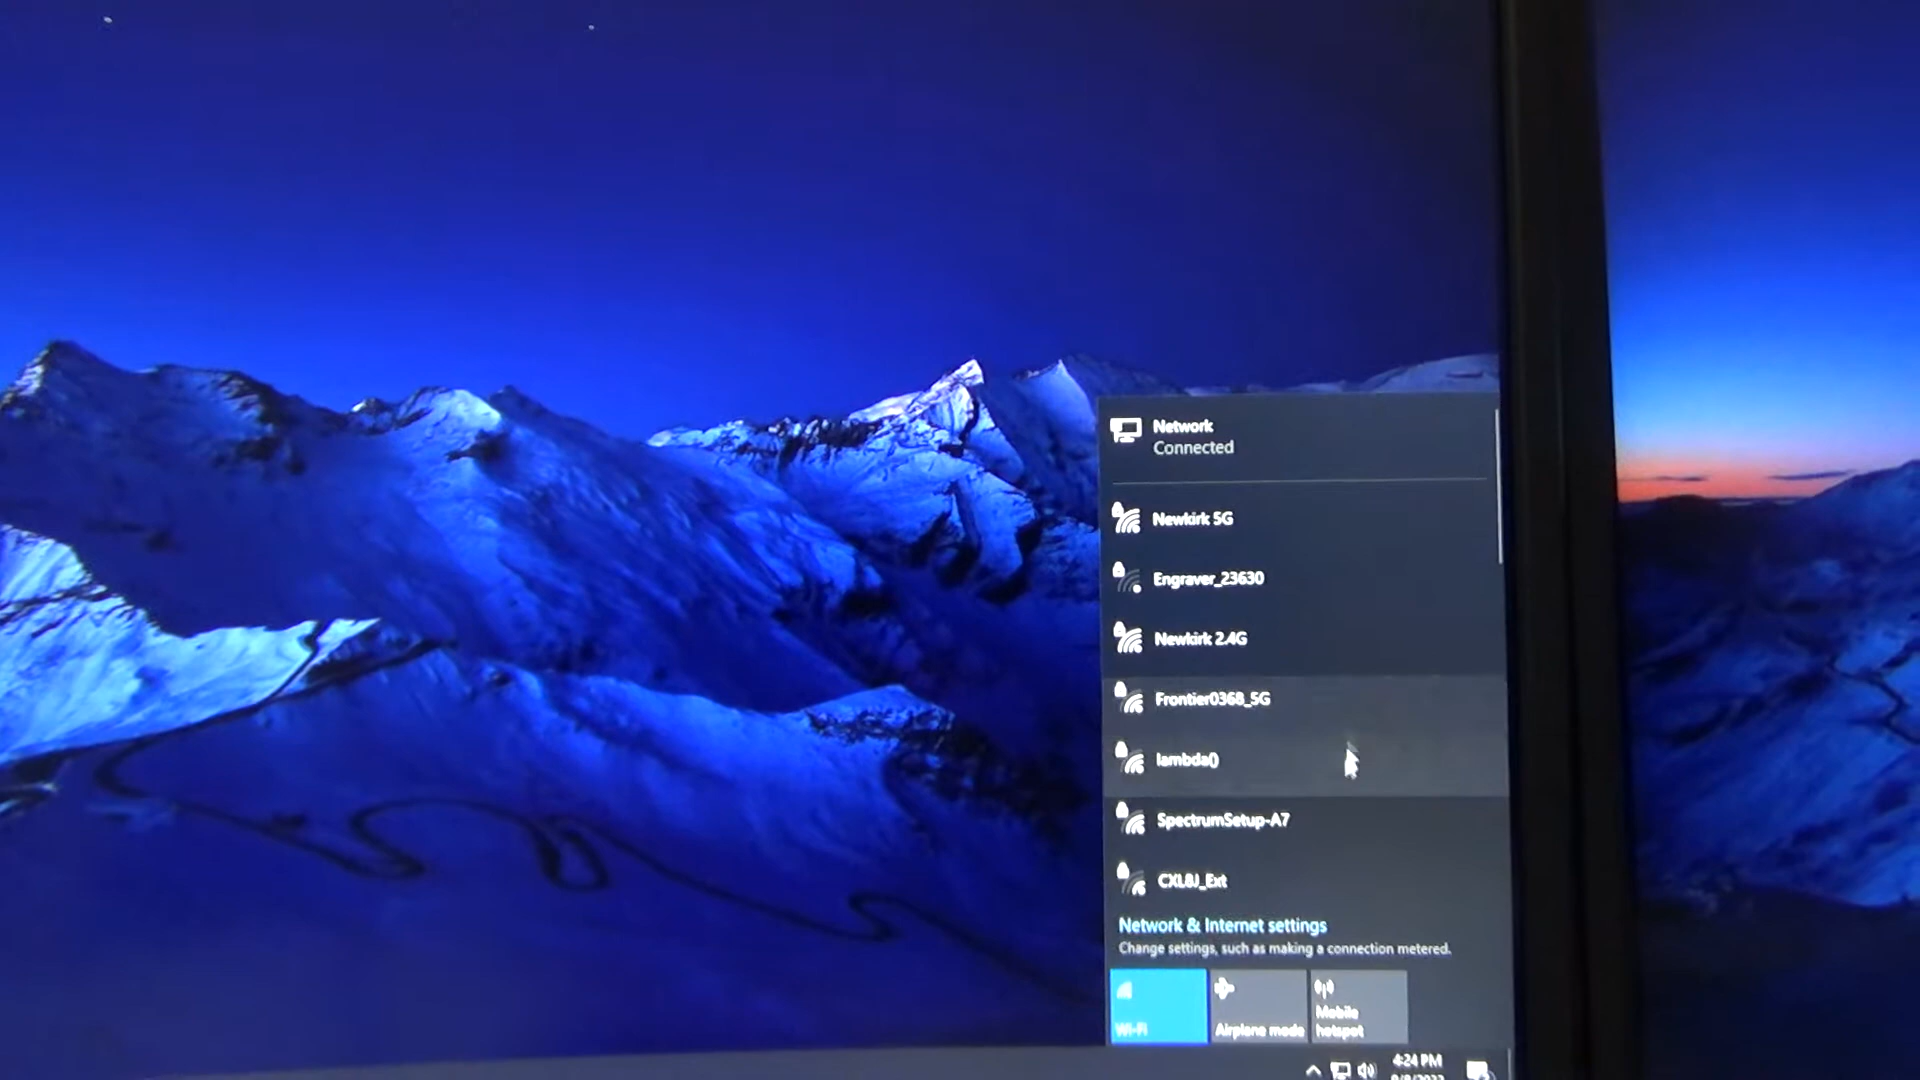 Network
Connected
Newkirk 5G
Engraver_23630
Newkirk 2.4G
Frontier0368_5G
lambda()
SpectrumSetup-A7
CXL8J_Ext
Network & Internet settings
Change settings, such as making a connection metered.
Wi-Fi
Airplane mode
Mobile
hotspot
4:24 PM